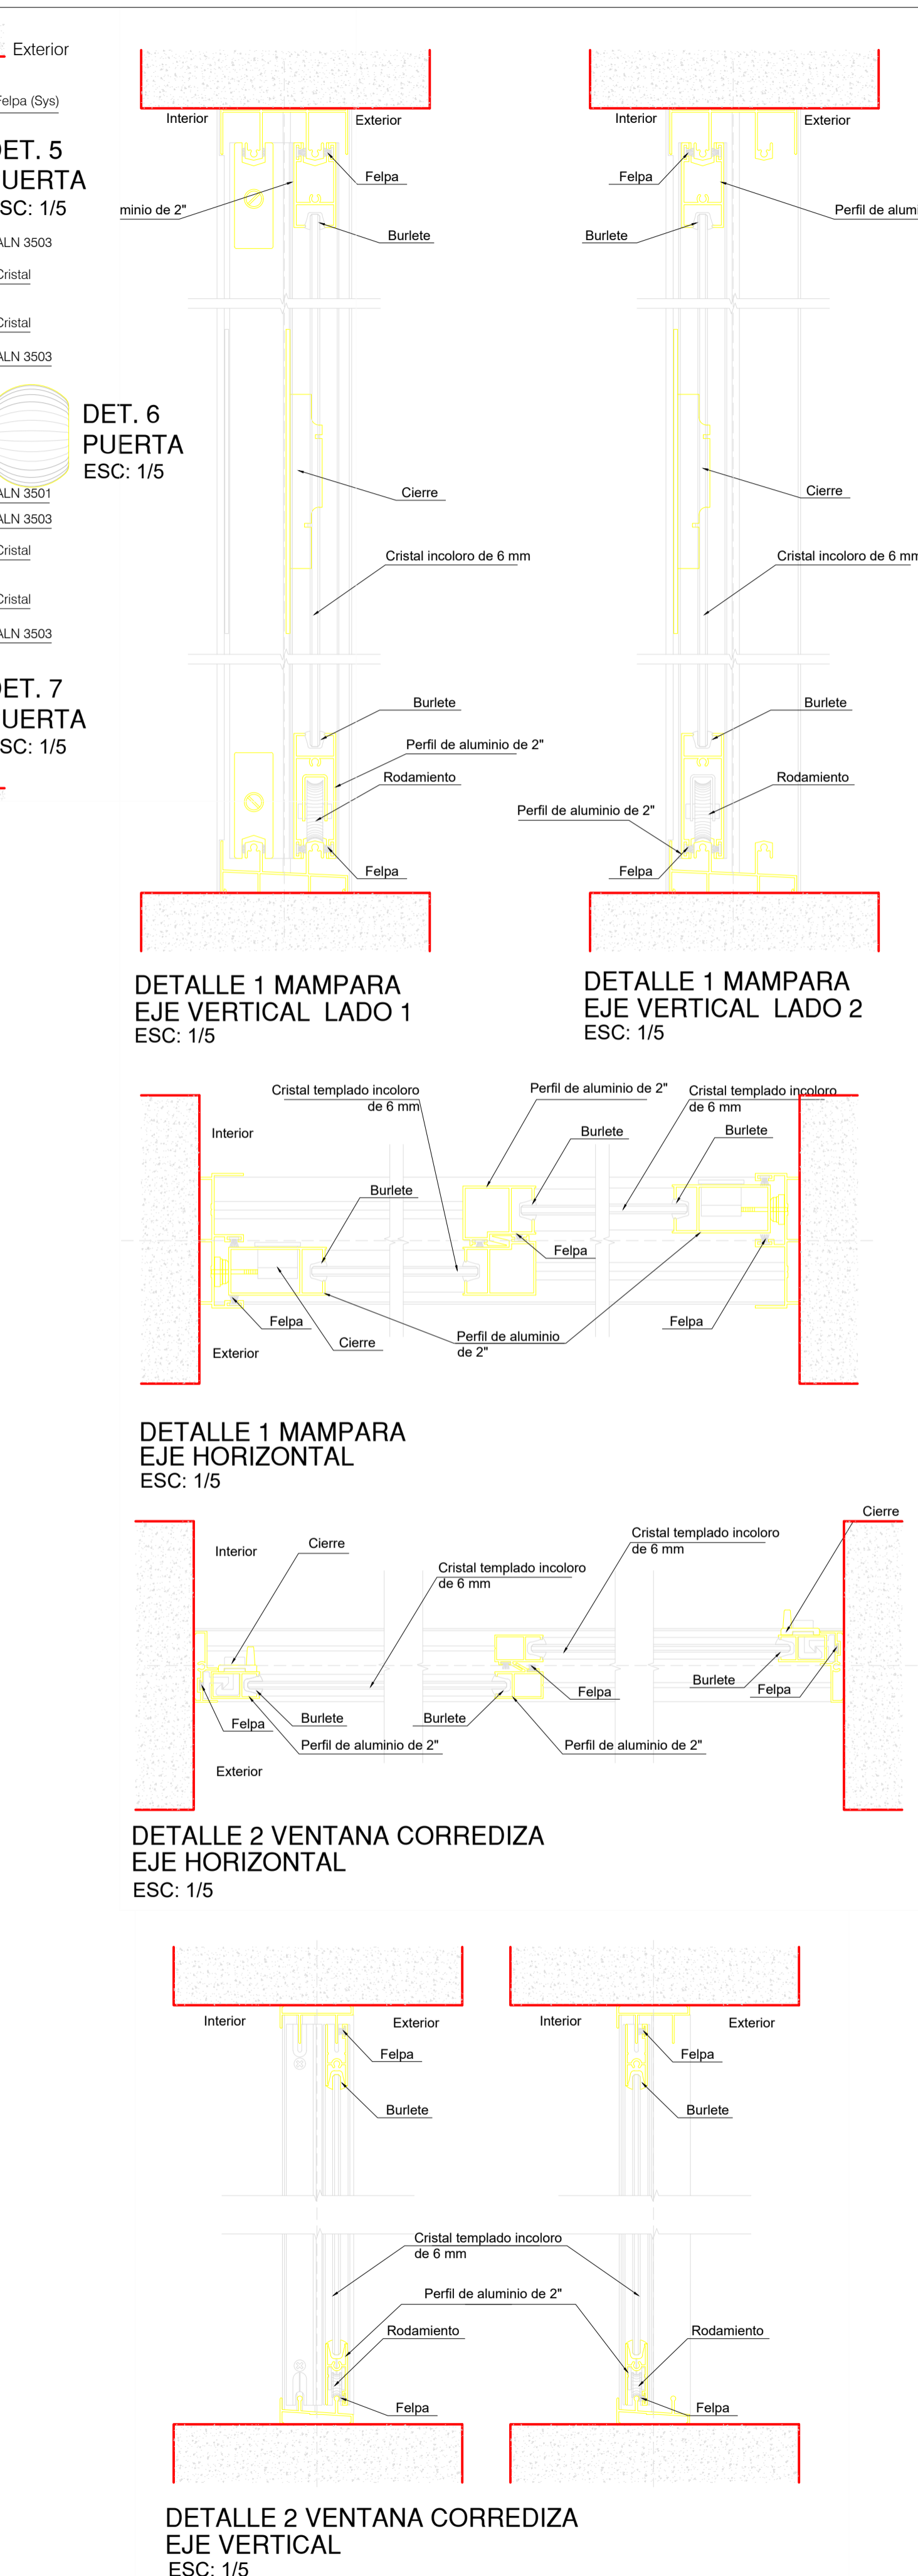 Exterior
Felpa (Sys)
DET. 5
PUERTA
ESC: 1/5
ALN 3503
Cristal
Cristal
ALN 3503
DET. 6
PUERTA
ESC: 1/5
ALN 3501
ALN 3503
Cristal
Cristal
ALN 3503
DET. 7
PUERTA
ESC: 1/5
Interior
Exterior
Felpa
minio de 2"
Burlete
Cierre
Cristal incoloro de 6 mm
Burlete
Perfil de aluminio de 2"
Rodamiento
Felpa
DETALLE 1 MAMPARA
EJE VERTICAL LADO 1
ESC: 1/5
Interior
Exterior
Felpa
Perfil de alumi
Burlete
Cierre
Cristal incoloro de 6 mm
Burlete
Rodamiento
Perfil de aluminio de 2"
Felpa
DETALLE 1 MAMPARA
EJE VERTICAL LADO 2
ESC: 1/5
Cristal templado incoloro
de 6 mm
Perfil de aluminio de 2"
Cristal templado incoloro
de 6 mm
Interior
Burlete
Burlete
Burlete
Felpa
Felpa
Cierre
Perfil de aluminio
de 2"
Felpa
Exterior
DETALLE 1 MAMPARA
EJE HORIZONTAL
ESC: 1/5
Cierre
Interior
Cierre
Cristal templado incoloro
de 6 mm
Cristal templado incoloro
de 6 mm
Burlete
Felpa
Felpa
Felpa
Burlete
Burlete
Perfil de aluminio de 2"
Perfil de aluminio de 2"
Exterior
DETALLE 2 VENTANA CORREDIZA
EJE HORIZONTAL
ESC: 1/5
Interior
Exterior
Interior
Exterior
Felpa
Felpa
Burlete
Burlete
Cristal templado incoloro
de 6 mm
Perfil de aluminio de 2"
Rodamiento
Rodamiento
Felpa
Felpa
DETALLE 2 VENTANA CORREDIZA
EJE VERTICAL
ESC: 1/5